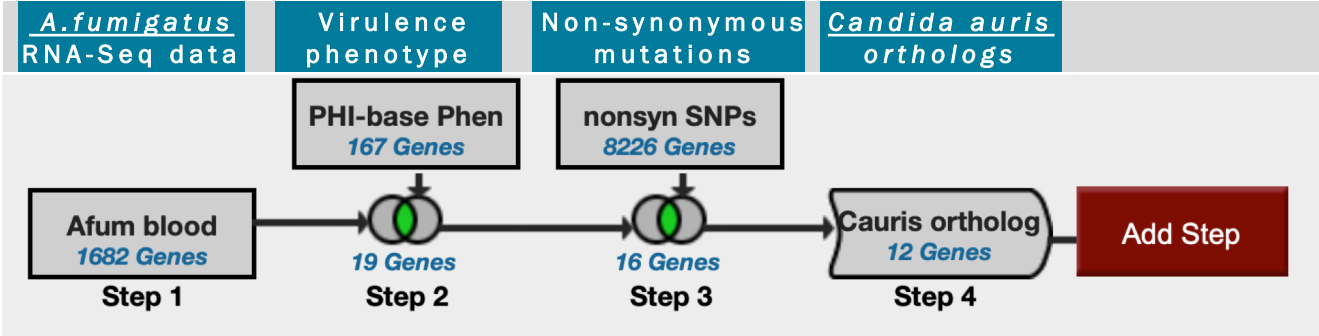 A.fumigatus
RNA-Seq data
Virulence
phenotype
Non-synonymous
mutations
Candida auris
orthologs
PHI-base Phen
167 Genes
nonsyn SNPs
8226 Genes
Afum blood
1682 Genes
Step 1
19 Genes
Step 2
16 Genes
Step 3
Cauris ortholog
12 Genes
Step 4
Add Step